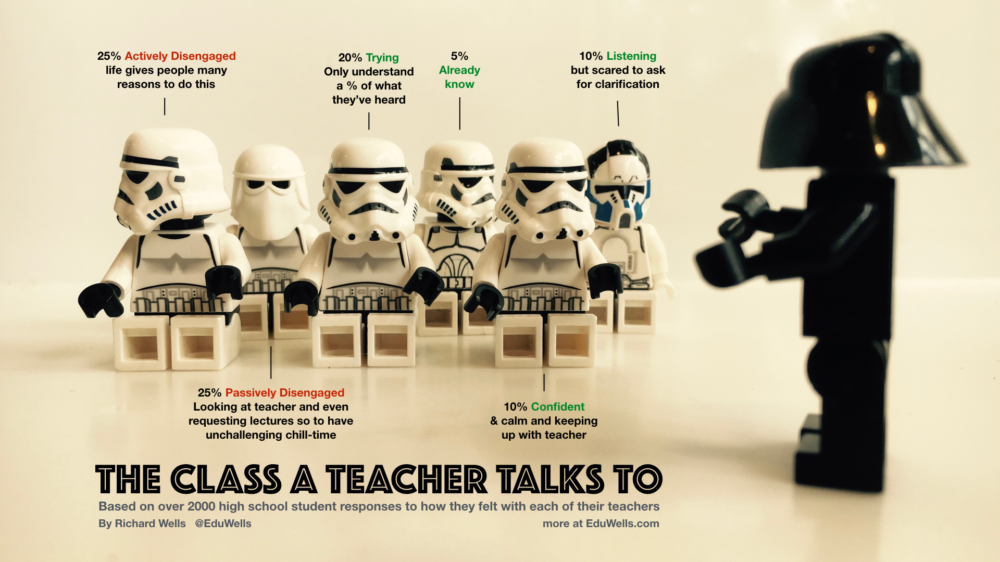 25% Actively Disengaged
life gives people many
reasons to do this
20% Trying
Only understand
a % of what
they've heard
5%
Already
know
10% Listening
but scared to ask
for clarification
25% Passively Disengaged
Looking at teacher and even
requesting lectures so to have
unchallenging chill-time
10% Confident
& calm and keeping
up with teacher
THE CLASS A TEACHER TALKS TO
Based on over 2000 high school student responses to how they felt with each of their teachers
By Richard Wells @EduWells
more at EduWells.com